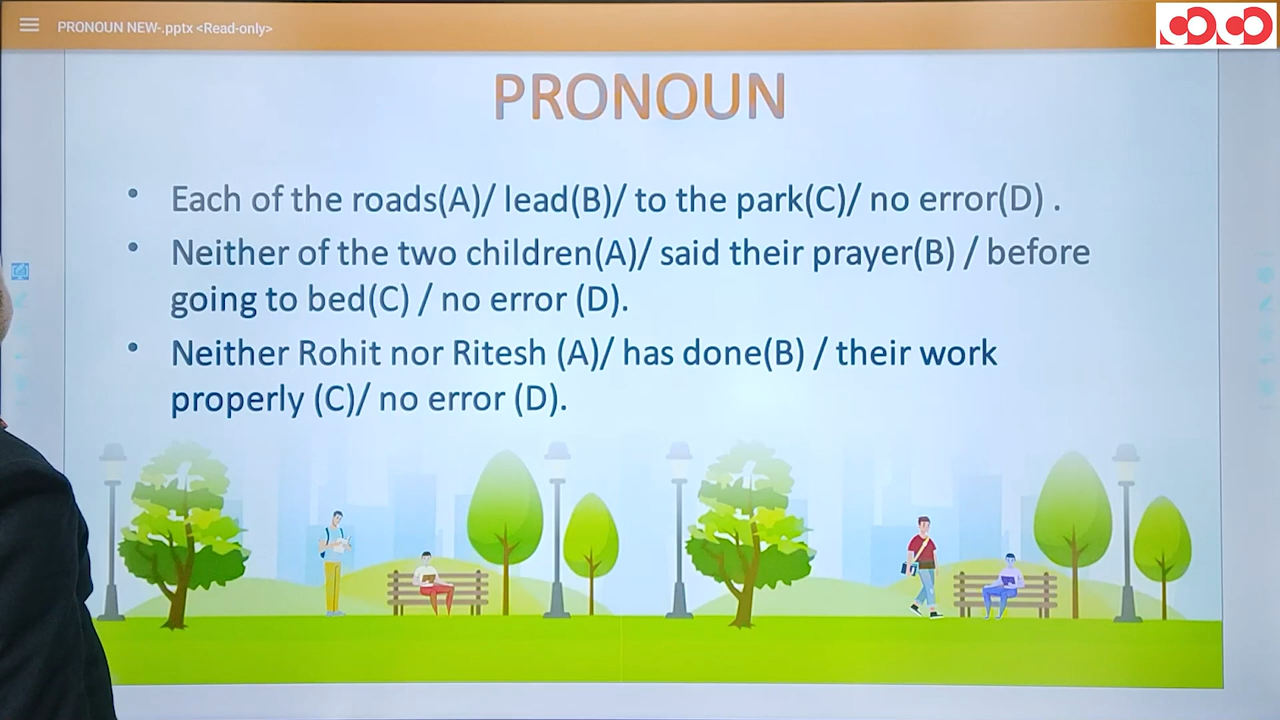 PRONOUN NEW-.pptx <Read-only>
PRONOUN
• Each of the roads(A)/ lead(B)/ to the park(C)/ no error(D) .
• Neither of the two children(A)/ said their prayer(B) / before
going to bed(C) / no error (D).
• Neither Rohit nor Ritesh (A)/ has done(B) / their work
properly (C)/ no error (D).